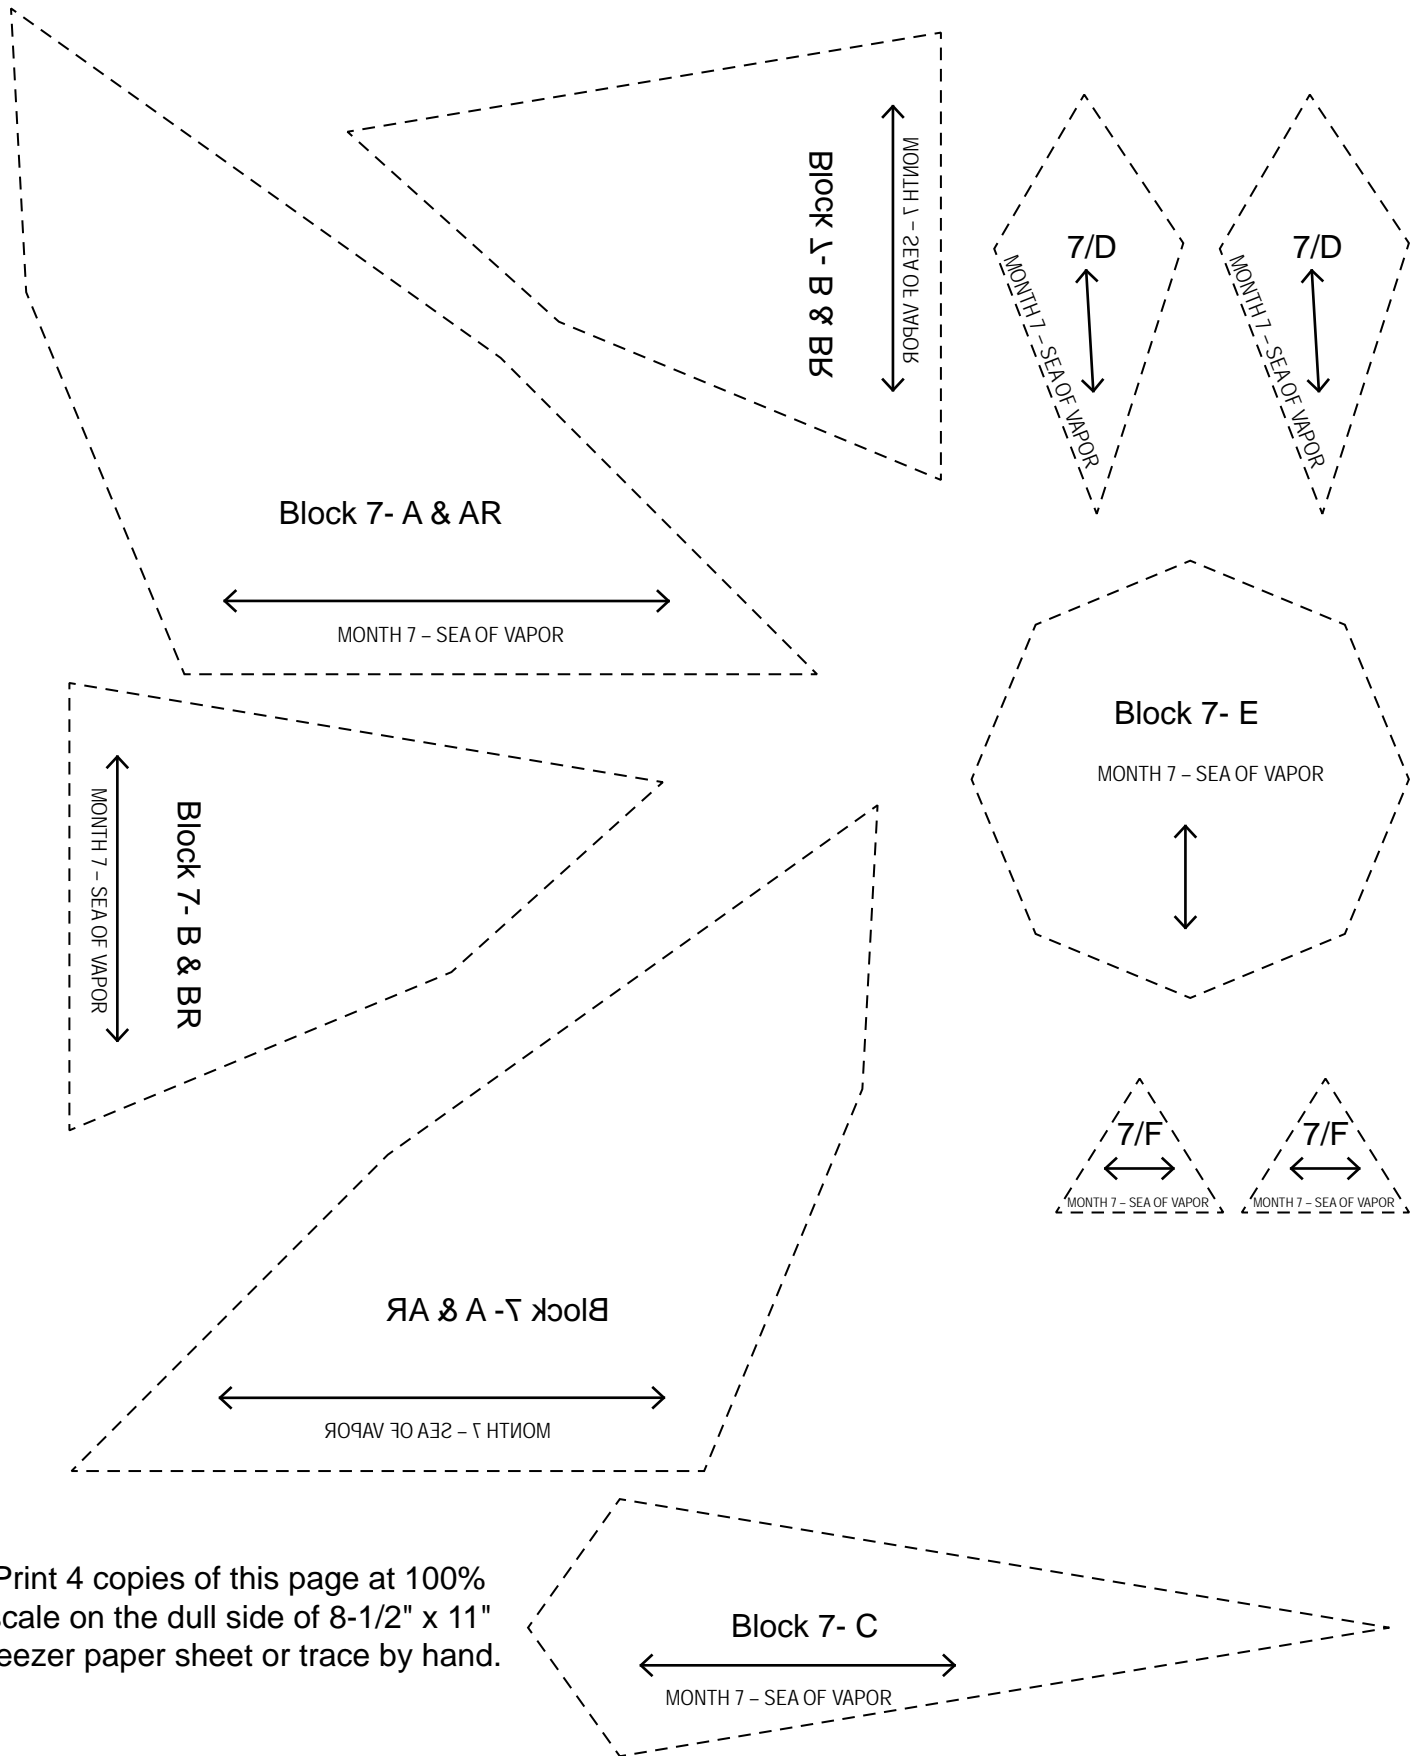 Block 7- B & BR
MONTH 7 – SEA OF VAPOR
7/D
MONTH 7 – SEA OF VAPOR
7/D
MONTH 7 – SEA OF VAPOR
Block 7- A & AR
MONTH 7 – SEA OF VAPOR
Block 7- E
MONTH 7 – SEA OF VAPOR
Block 7- B & BR
MONTH 7 – SEA OF VAPOR
7/F
MONTH 7 – SEA OF VAPOR
7/F
MONTH 7 – SEA OF VAPOR
Block 7- A & AR
MONTH 7 – SEA OF VAPOR
Print 4 copies of this page at 100%
scale on the dull side of 8-1/2" x 11"
eezer paper sheet or trace by hand.
Block 7- C
MONTH 7 – SEA OF VAPOR